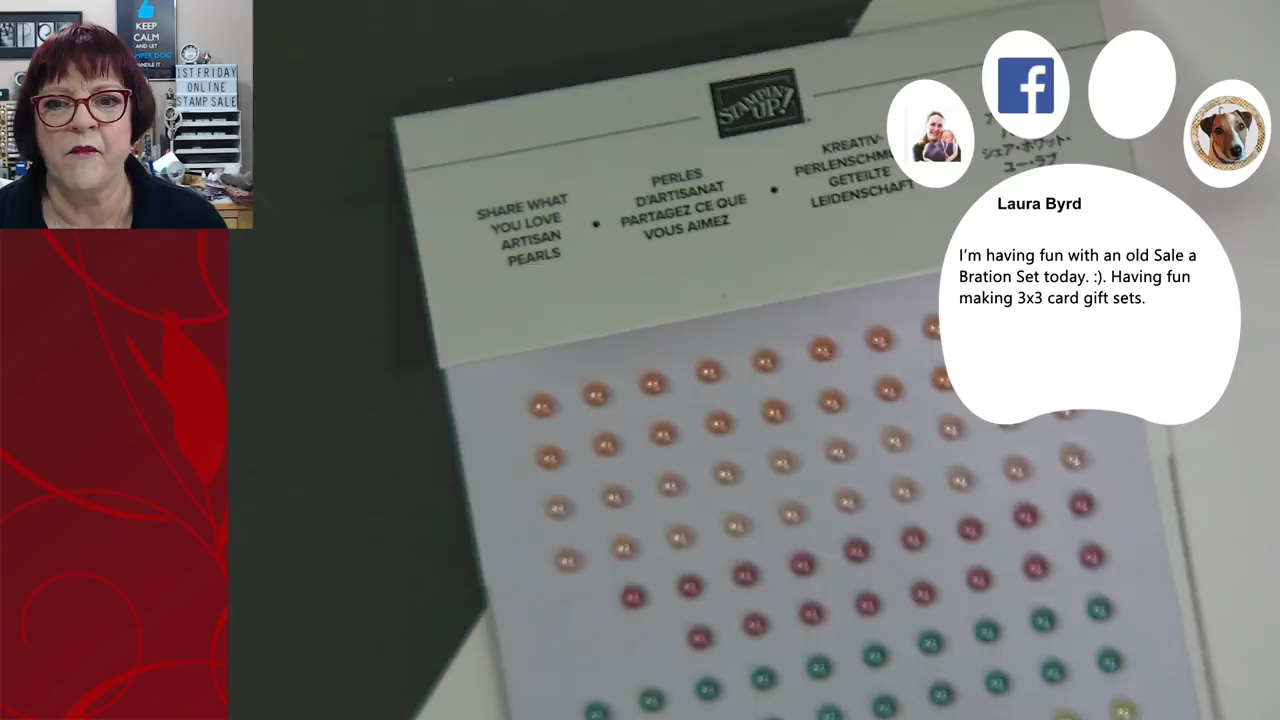 KEEP
CALM
AND LET
HANDLE IT
1ST FRIDAY
ONLINE
STAMP SALE
STAMPIN' UP!
SHARE WHAT
YOU LOVE
ARTISAN
PEARLS
•
PERLES
D'ARTISANAT
PARTAGEZ CE QUE
VOUS AIMEZ
•
KREATIV-
GETEILTE
LEIDENSCHAFT
シェア・ホワット・
ユー・ラブ
Laura Byrd
I'm having fun with an old Sale a
Bration Set today. :). Having fun
making 3x3 card gift sets.